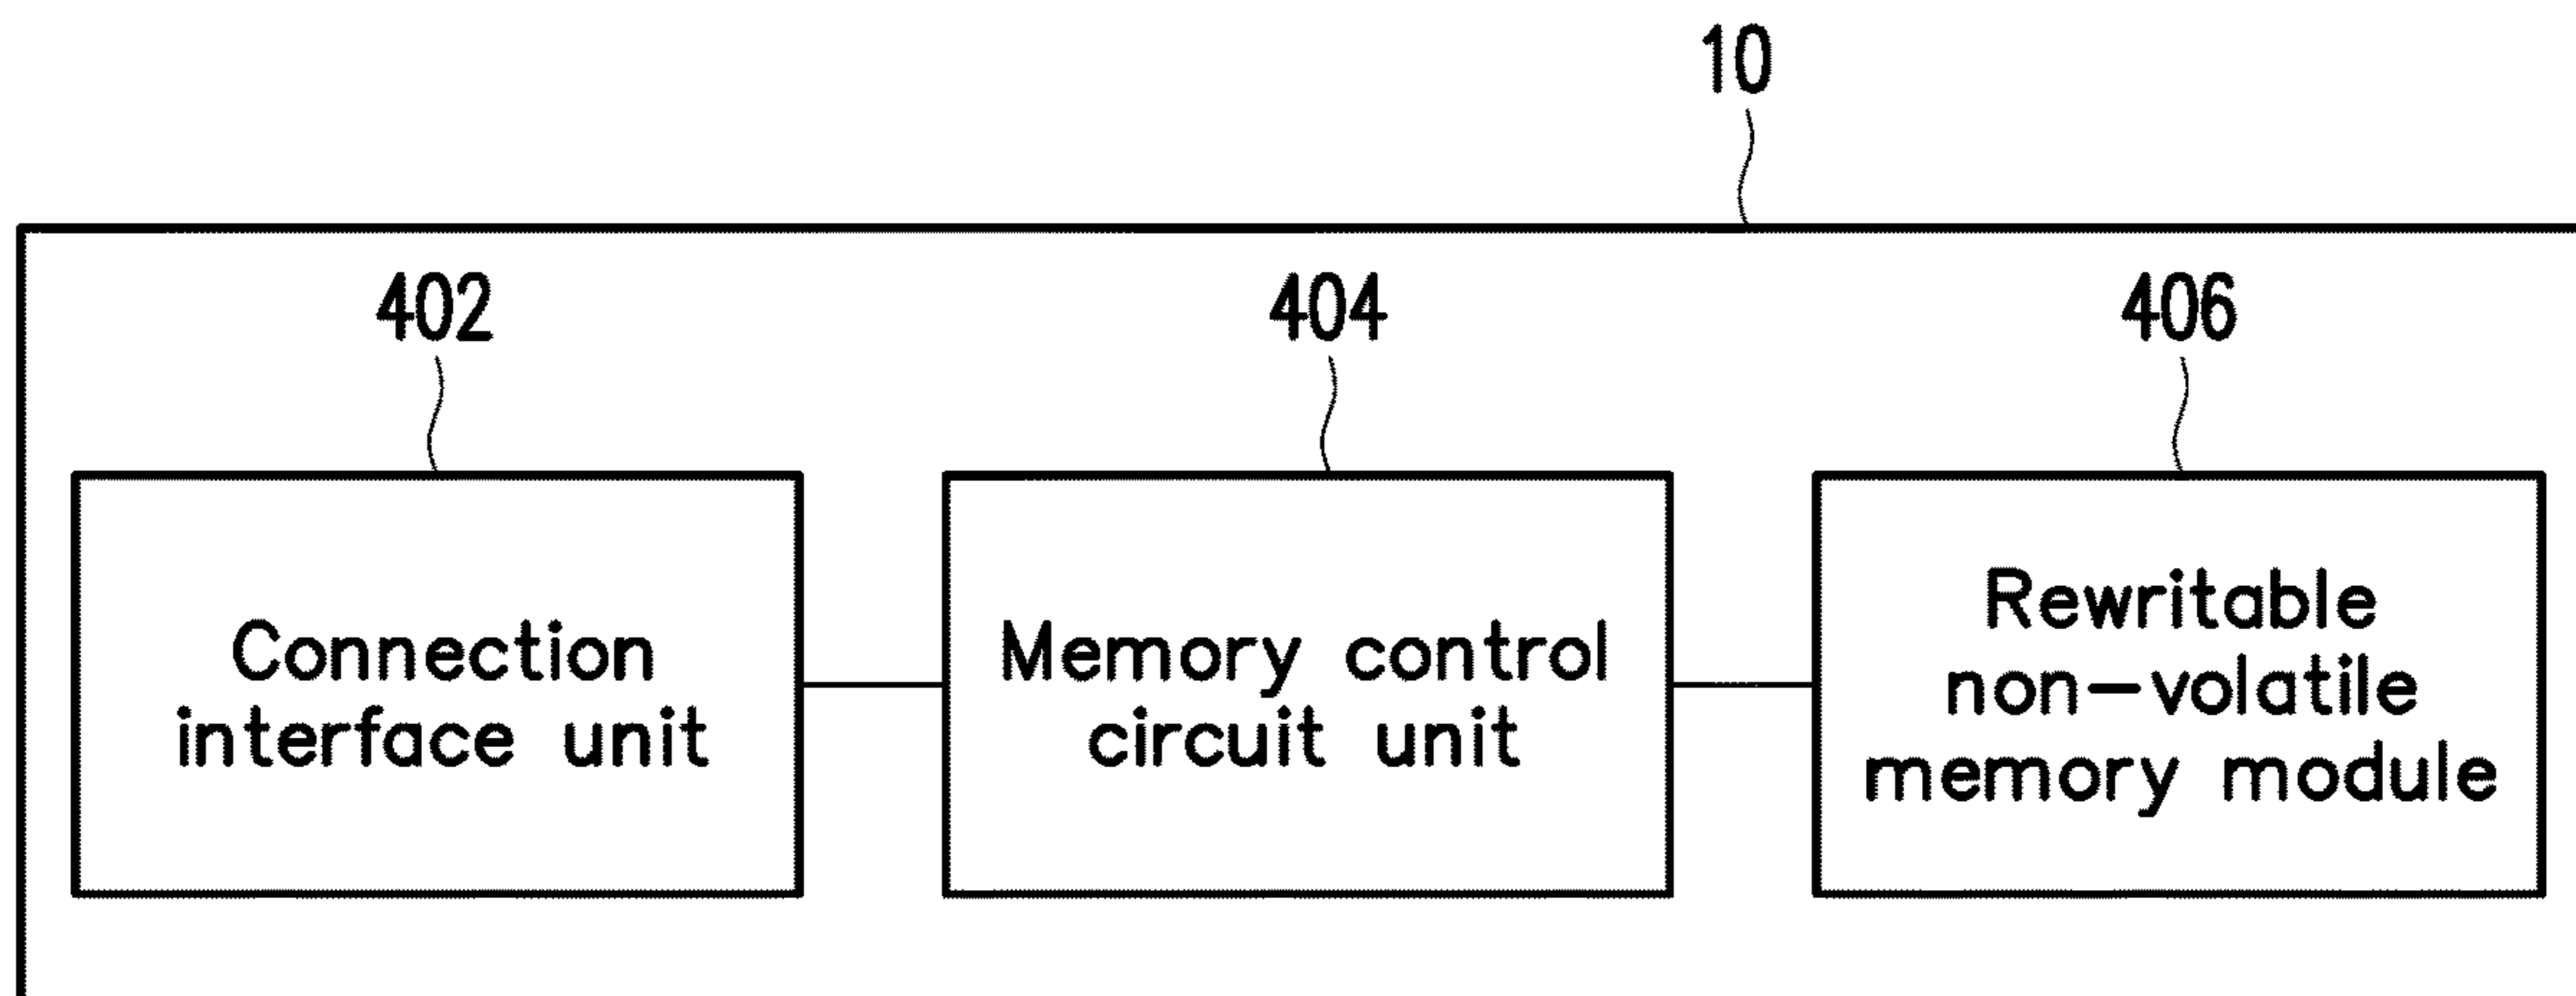 10
402
404
406
Connection
interface unit
Memory control
circuit unit
Rewritable
non-volatile
memory module